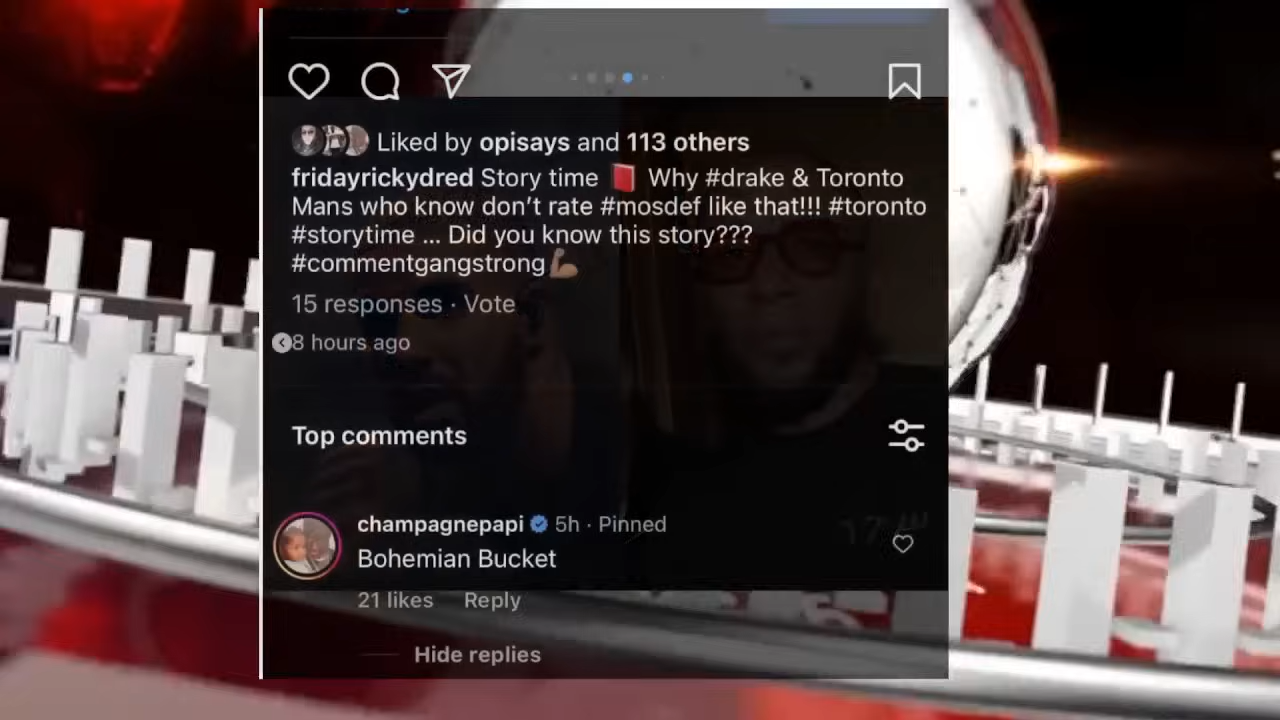 Liked by opisays and 113 others
fridayrickydred Story time 📕 Why #drake & Toronto
Mans who know don't rate #mosdef like that!!! #toronto
#storytime ... Did you know this story???
#commentgangstrong💪🏽
15 responses · Vote
8 hours ago
Top comments
champagnepapi 5h · Pinned
Bohemian Bucket
21 likes Reply
Hide replies